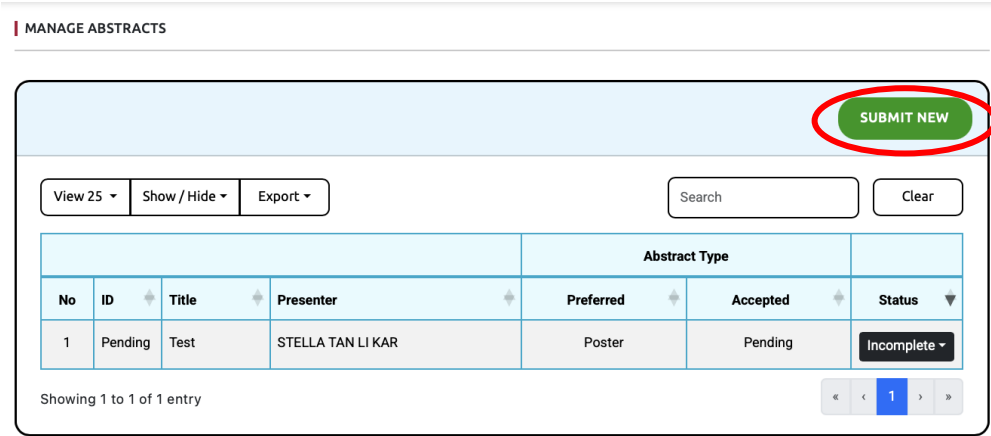 MANAGE ABSTRACTS
SUBMIT NEW
View 25 Show / Hide Export Search Clear
Abstract Type
No ID Title Presenter Preferred Accepted Status
1 Pending Test STELLA TAN LI KAR Poster Pending Incomplete
Showing 1 to 1 of 1 entry « ‹ 1 › »